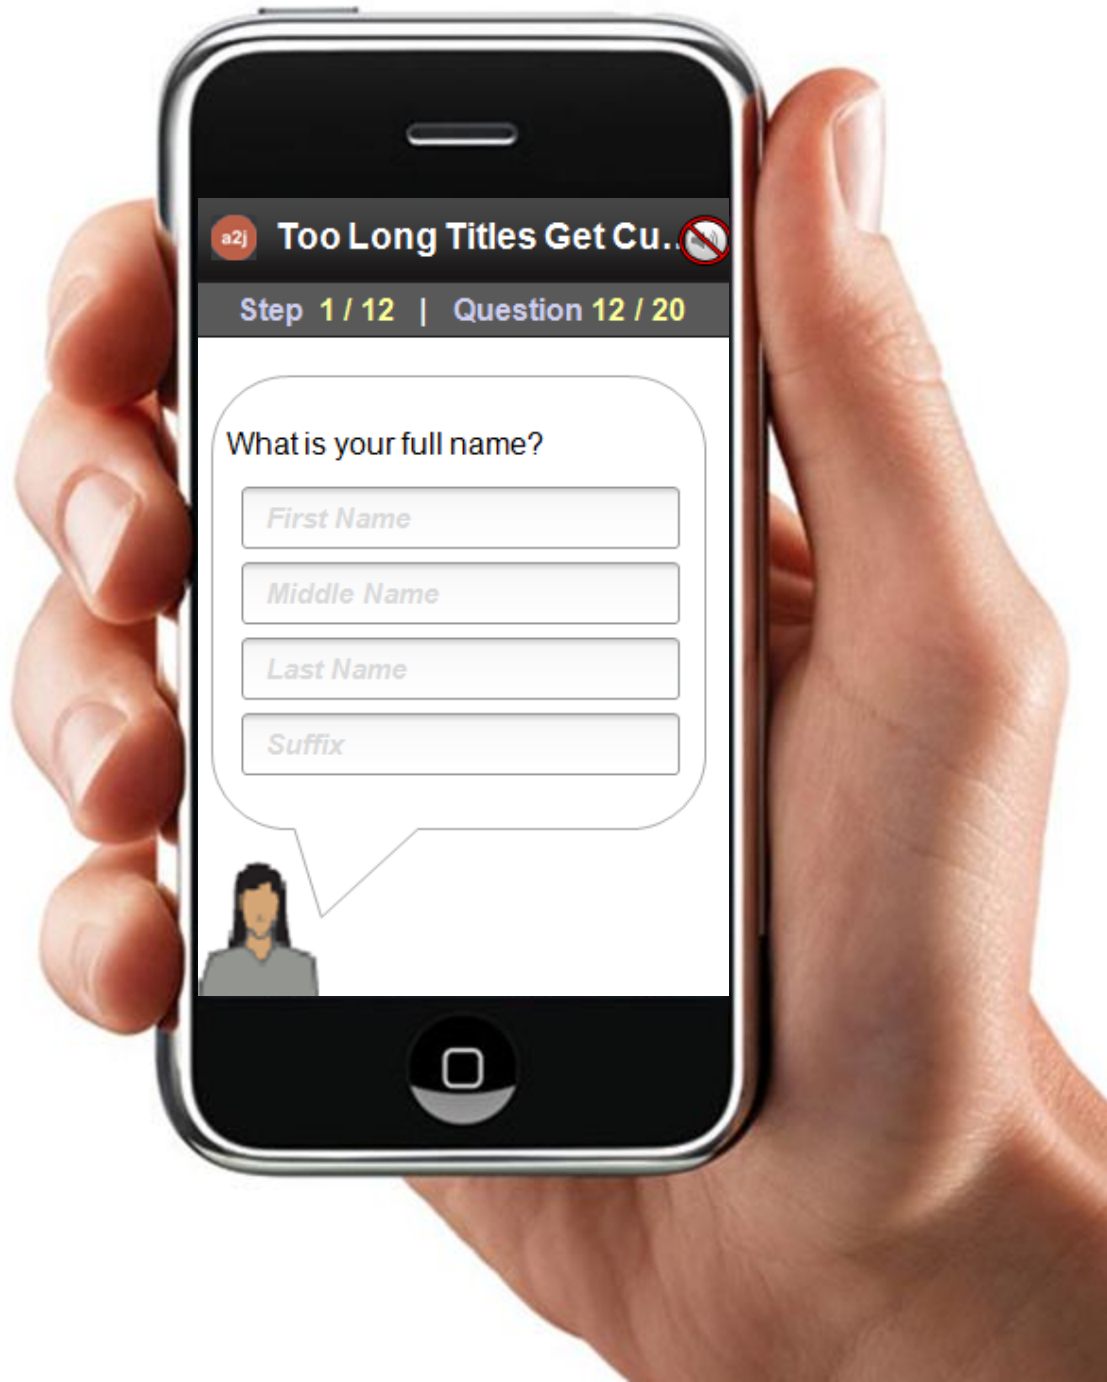 a2j Too Long Titles Get Cu..
Step 1 / 12 | Question 12 / 20
What is your full name?
First Name
Middle Name
Last Name
Suffix